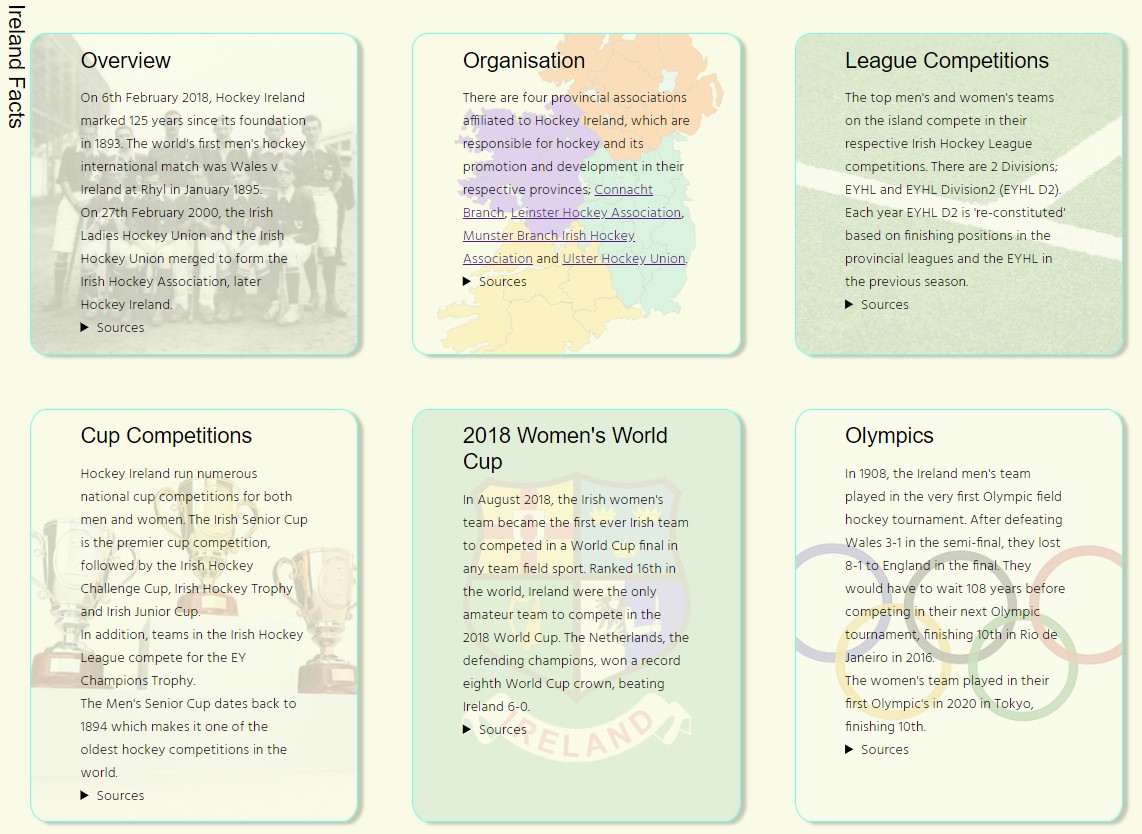 Ireland Facts
Overview
On 6th February 2018, Hockey Ireland
marked 125 years since its foundation
in 1893. The world's first men's hockey
international match was Wales v
Ireland at Rhyl in January 1895.
On 27th February 2000, the Irish
Ladies Hockey Union and the Irish
Hockey Union merged to form the
Irish Hockey Association, later
Hockey Ireland.
▶ Sources
Organisation
There are four provincial associations
affiliated to Hockey Ireland, which are
responsible for hockey and its
promotion and development in their
respective provinces; Connacht
Branch, Leinster Hockey Association,
Munster Branch Irish Hockey
Association and Ulster Hockey Union.
▶ Sources
League Competitions
The top men's and women's teams
on the island compete in their
respective Irish Hockey League
competitions. There are 2 Divisions;
EYHL and EYHL Division2 (EYHL D2).
Each year EYHL D2 is 're-constituted'
based on finishing positions in the
provincial leagues and the EYHL in
the previous season.
▶ Sources
Cup Competitions
Hockey Ireland run numerous
national cup competitions for both
men and women. The Irish Senior Cup
is the premier cup competition,
followed by the Irish Hockey
Challenge Cup, Irish Hockey Trophy
and Irish Junior Cup.
In addition, teams in the Irish Hockey
League compete for the EY
Champions Trophy.
The Men's Senior Cup dates back to
1894 which makes it one of the
oldest hockey competitions in the
world.
▶ Sources
2018 Women's World
Cup
In August 2018, the Irish women's
team became the first ever Irish team
to competed in a World Cup final in
any team field sport. Ranked 16th in
the world, Ireland were the only
amateur team to compete in the
2018 World Cup. The Netherlands, the
defending champions, won a record
eighth World Cup crown, beating
Ireland 6-0.
▶ Sources
IRELAND
Olympics
In 1908, the Ireland men's team
played in the very first Olympic field
hockey tournament. After defeating
Wales 3-1 in the semi-final, they lost
8-1 to England in the final. They
would have to wait 108 years before
competing in their next Olympic
tournament, finishing 10th in Rio de
Janeiro in 2016.
The women's team played in their
first Olympic's in 2020 in Tokyo,
finishing 10th.
▶ Sources